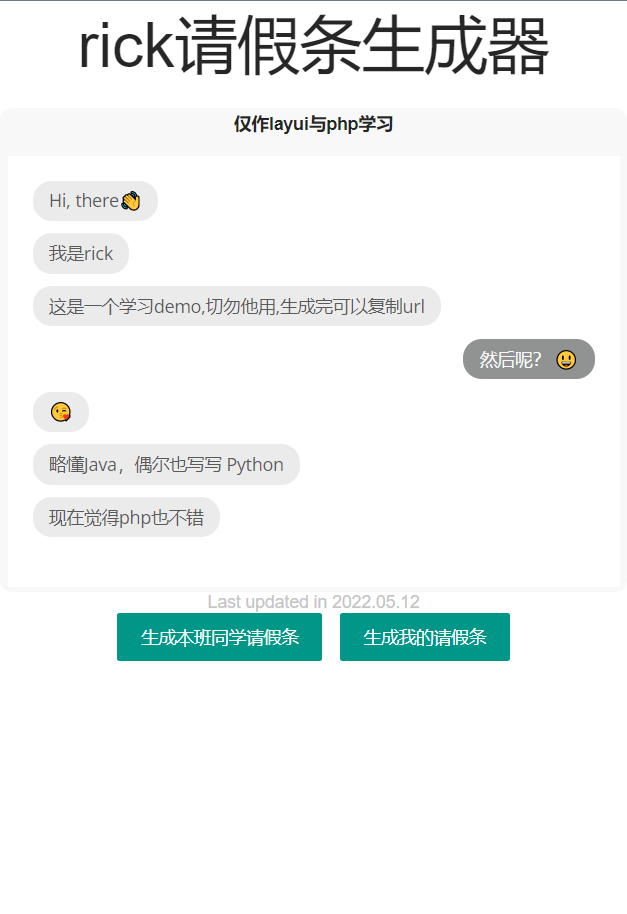 rick请假条生成器
仅作layui与php学习
Hi, there👏
我是rick
这是一个学习demo,切勿他用,生成完可以复制url
然后呢？ 😃
😘
略懂Java，偶尔也写写 Python
现在觉得php也不错
Last updated in 2022.05.12
生成本班同学请假条
生成我的请假条